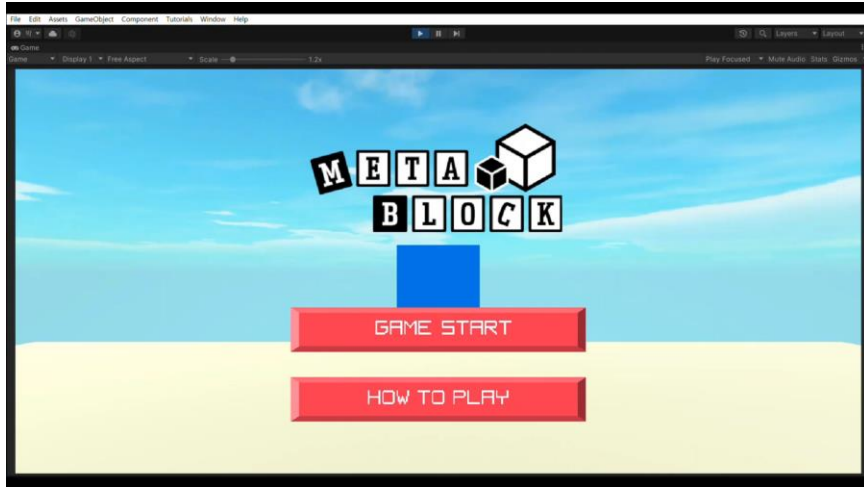 File Edit Assets GameObject Component Tutorials Window Help
Layers Layout
Game
Game Display 1 Free Aspect Scale 1.2x Play Focused Mute Audio Stats Gizmos
META
BLOCK
GAME START
HOW TO PLAY